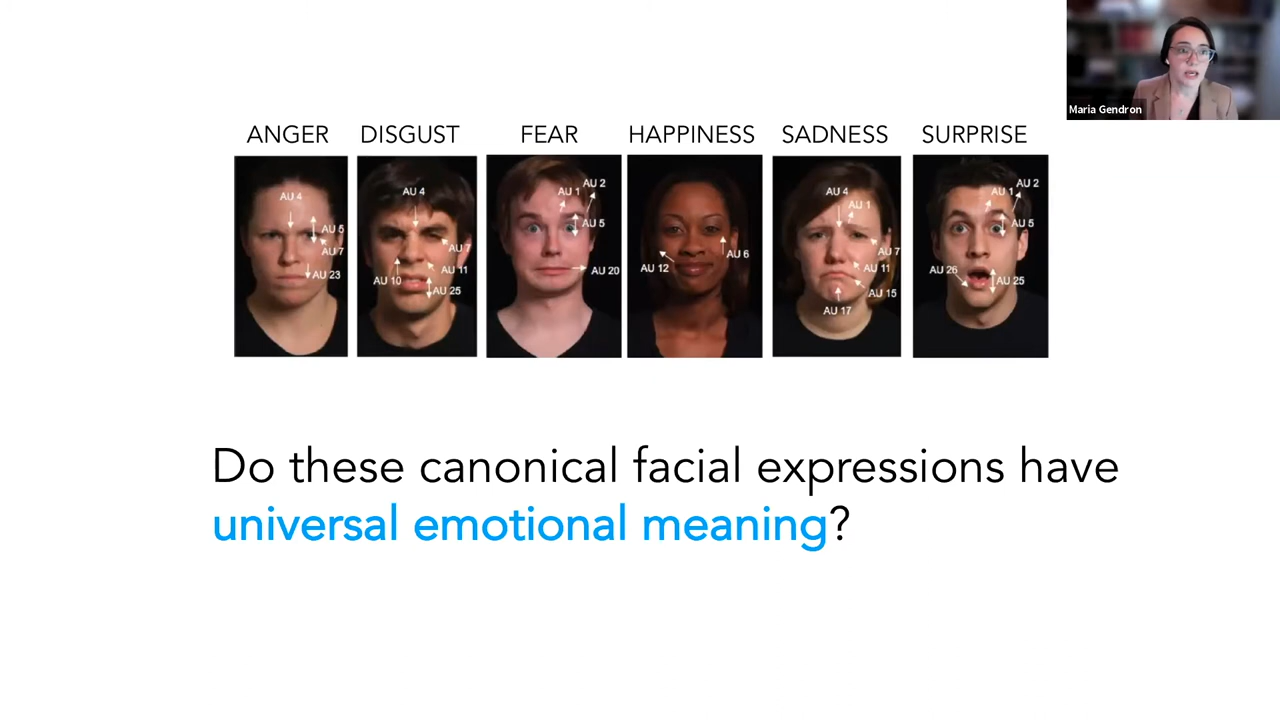 Maria Gendron
ANGER DISGUST FEAR HAPPINESS SADNESS SURPRISE
AU 4
AU 5
AU 7
AU 23
AU 4
AU 7
AU 10
AU 11
AU 25
AU 1
AU 2
AU 5
AU 20
AU 6
AU 12
AU 4
AU 1
AU 7
AU 11
AU 15
AU 17
AU 1
AU 2
AU 5
AU 26
AU 25
Do these canonical facial expressions have
universal emotional meaning?